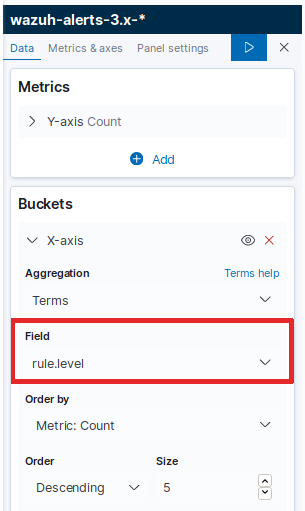 wazuh-alerts-3.x-*
Data Metrics & axes Panel settings
Metrics
Y-axis Count
Add
Buckets
X-axis
Aggregation Terms help
Terms
Field
rule.level
Order by
Metric: Count
Order Size
Descending 5